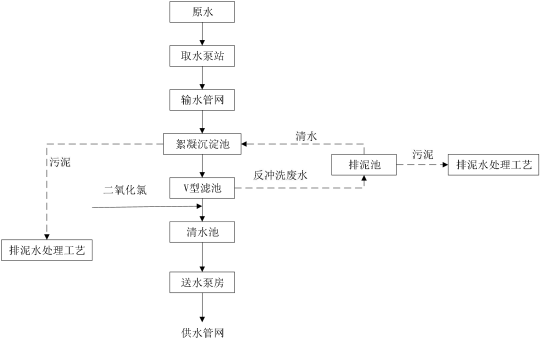 原水
取水泵站
输水管网
絮凝沉淀池
清水
污泥
排泥池
污泥
排泥水处理工艺
V型滤池
反冲洗废水
二氧化氯
清水池
排泥水处理工艺
送水泵房
供水管网